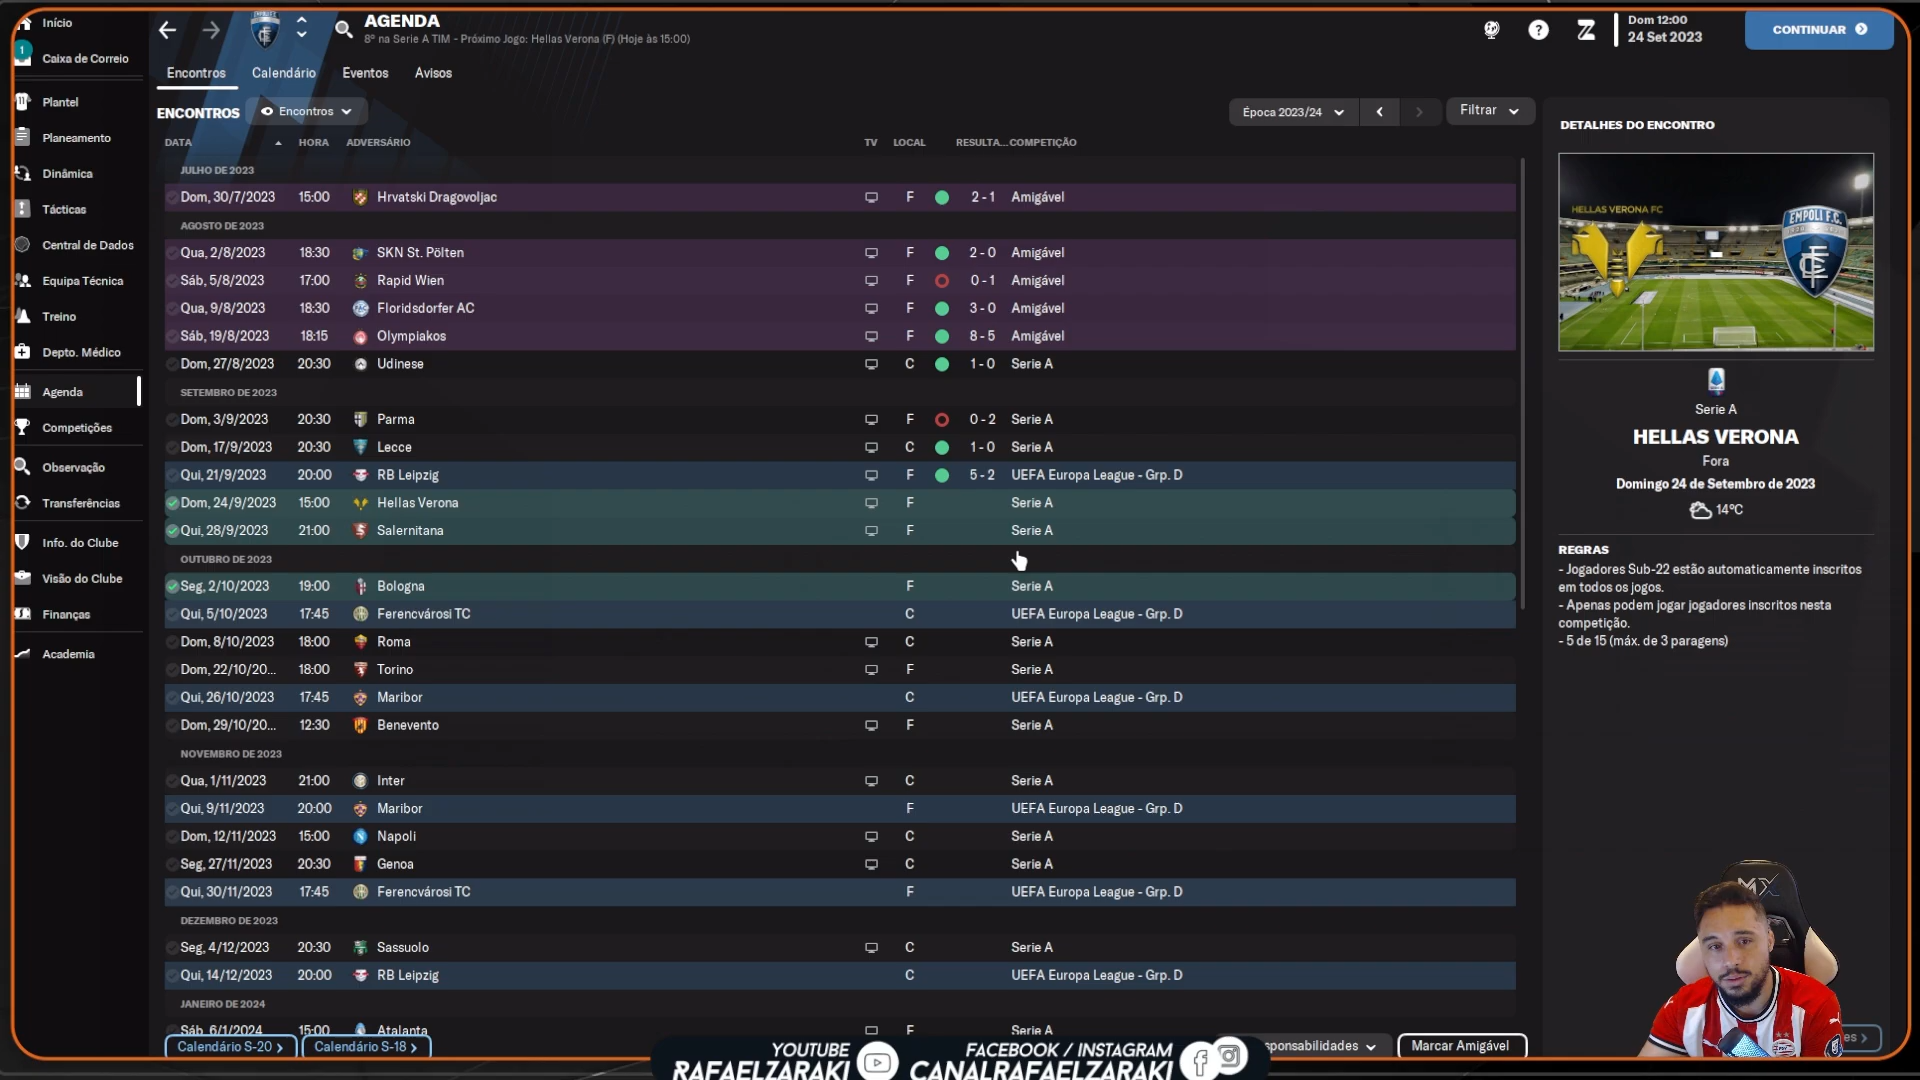 Início
1
Caixa de Correio
Plantel
Planeamento
Dinâmica
Tácticas
Central de Dados
Equipa Técnica
Treino
Depto. Médico
Agenda
Competições
Observação
Transferências
Info. do Clube
Visão do Clube
Finanças
Academia
AGENDA
8º na Serie A TIM - Próximo Jogo: Hellas Verona (F) (Hoje às 15:00)
Dom 12:00
24 Set 2023
CONTINUAR
Encontros Calendário Eventos Avisos
ENCONTROS Encontros
Época 2023/24 Filtrar
DATA HORA ADVERSÁRIO TV LOCAL RESULTA... COMPETIÇÃO
JULHO DE 2023
Dom, 30/7/2023 15:00 Hrvatski Dragovoljac F 2 - 1 Amigável
AGOSTO DE 2023
Qua, 2/8/2023 18:30 SKN St. Pölten F 2 - 0 Amigável
Sáb, 5/8/2023 17:00 Rapid Wien F 0 - 1 Amigável
Qua, 9/8/2023 18:30 Floridsdorfer AC F 3 - 0 Amigável
Sáb, 19/8/2023 18:15 Olympiakos F 8 - 5 Amigável
Dom, 27/8/2023 20:30 Udinese C 1 - 0 Serie A
SETEMBRO DE 2023
Dom, 3/9/2023 20:30 Parma F 0 - 2 Serie A
Dom, 17/9/2023 20:30 Lecce C 1 - 0 Serie A
Qui, 21/9/2023 20:00 RB Leipzig F 5 - 2 UEFA Europa League - Grp. D
Dom, 24/9/2023 15:00 Hellas Verona F Serie A
Qui, 28/9/2023 21:00 Salernitana F Serie A
OUTUBRO DE 2023
Seg, 2/10/2023 19:00 Bologna F Serie A
Qui, 5/10/2023 17:45 Ferencvárosi TC C UEFA Europa League - Grp. D
Dom, 8/10/2023 18:00 Roma C Serie A
Dom, 22/10/20... 18:00 Torino F Serie A
Qui, 26/10/2023 17:45 Maribor C UEFA Europa League - Grp. D
Dom, 29/10/20... 12:30 Benevento F Serie A
NOVEMBRO DE 2023
Qua, 1/11/2023 21:00 Inter C Serie A
Qui, 9/11/2023 20:00 Maribor F UEFA Europa League - Grp. D
Dom, 12/11/2023 15:00 Napoli C Serie A
Seg, 27/11/2023 20:30 Genoa C Serie A
Qui, 30/11/2023 17:45 Ferencvárosi TC F UEFA Europa League - Grp. D
DEZEMBRO DE 2023
Seg, 4/12/2023 20:30 Sassuolo C Serie A
Qui, 14/12/2023 20:00 RB Leipzig C UEFA Europa League - Grp. D
JANEIRO DE 2024
Sáb, 6/1/2024 15:00 Atalanta F Serie A
Calendário S-20 Calendário S-18
sponsabilidades Marcar Amigável
DETALHES DO ENCONTRO
HELLAS VERONA FC
EMPOLI F.C.
Serie A
HELLAS VERONA
Fora
Domingo 24 de Setembro de 2023
14ºC
REGRAS
- Jogadores Sub-22 estão automaticamente inscritos
em todos os jogos.
- Apenas podem jogar jogadores inscritos nesta
competição.
- 5 de 15 (máx. de 3 paragens)
MX
PSV
es
YOUTUBE
RAFAELZARAKI
FACEBOOK / INSTAGRAM
CANALRAFAELZARAKI